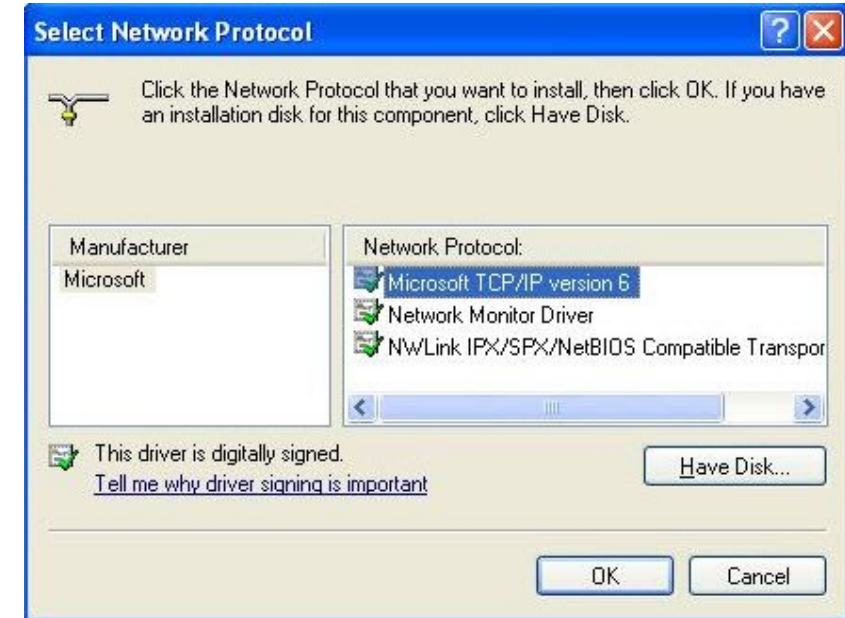 Select Network Protocol
Click the Network Protocol that you want to install, then click OK. If you have
an installation disk for this component, click Have Disk.
Manufacturer
Microsoft
Network Protocol:
Microsoft TCP/IP version 6
Network Monitor Driver
NWLink IPX/SPX/NetBIOS Compatible Transpor
This driver is digitally signed.
Tell me why driver signing is important
Have Disk...
OK
Cancel